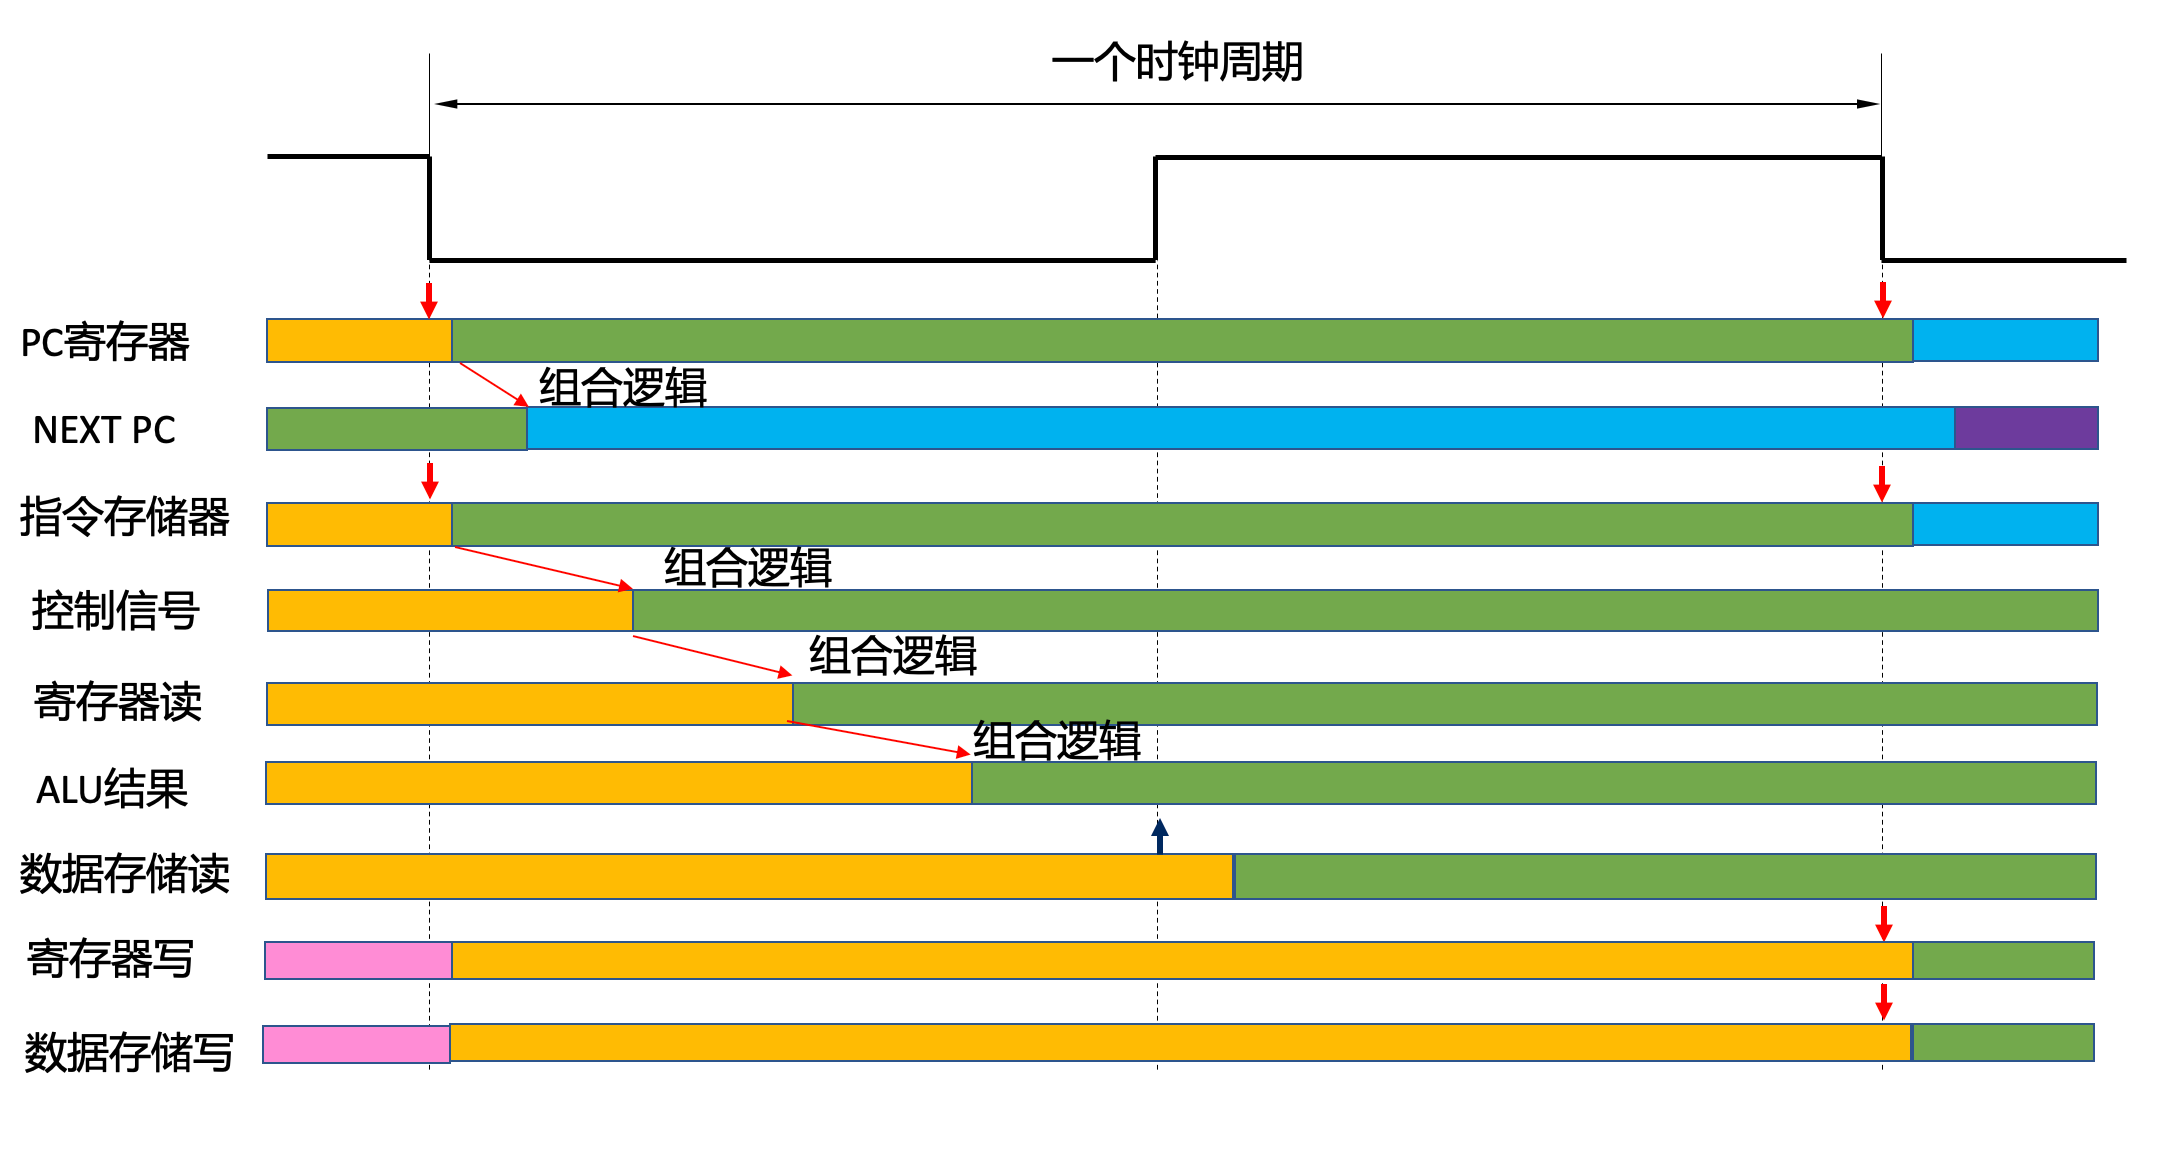 一个时钟周期
PC寄存器
组合逻辑
NEXT PC
指令存储器
组合逻辑
控制信号
组合逻辑
寄存器读
组合逻辑
ALU结果
数据存储读
寄存器写
数据存储写